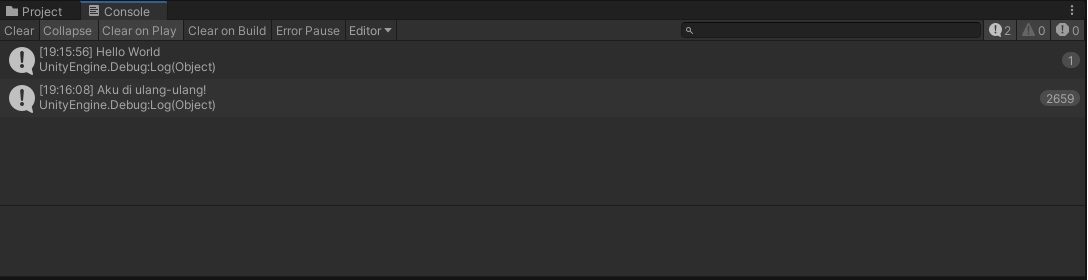 Project Console
Clear Collapse Clear on Play Clear on Build Error Pause Editor 2 0 0
[19:15:56] Hello World
UnityEngine.Debug:Log(Object)
1
[19:16:08] Aku di ulang-ulang!
UnityEngine.Debug:Log(Object)
2659